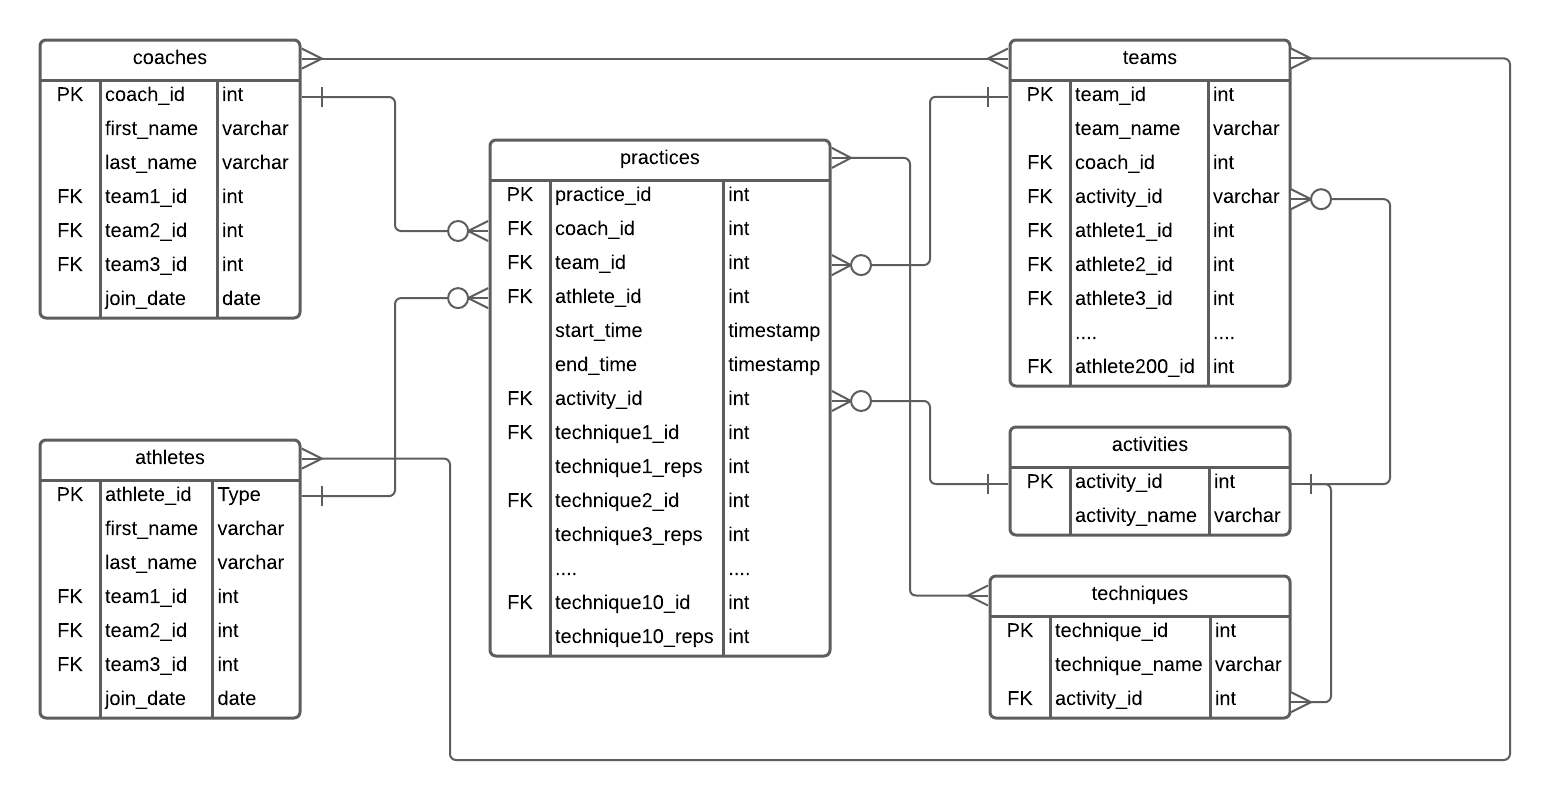 coaches
PK coach_id int
first_name varchar
last_name varchar
FK team1_id int
FK team2_id int
FK team3_id int
join_date date
athletes
PK athlete_id Type
first_name varchar
last_name varchar
FK team1_id int
FK team2_id int
FK team3_id int
join_date date
practices
PK practice_id int
FK coach_id int
FK team_id int
FK athlete_id int
start_time timestamp
end_time timestamp
FK activity_id int
FK technique1_id int
technique1_reps int
FK technique2_id int
technique3_reps int
.... ....
FK technique10_id int
technique10_reps int
teams
PK team_id int
team_name varchar
FK coach_id int
FK activity_id varchar
FK athlete1_id int
FK athlete2_id int
FK athlete3_id int
.... ....
FK athlete200_id int
activities
PK activity_id int
activity_name varchar
techniques
PK technique_id int
technique_name varchar
FK activity_id int